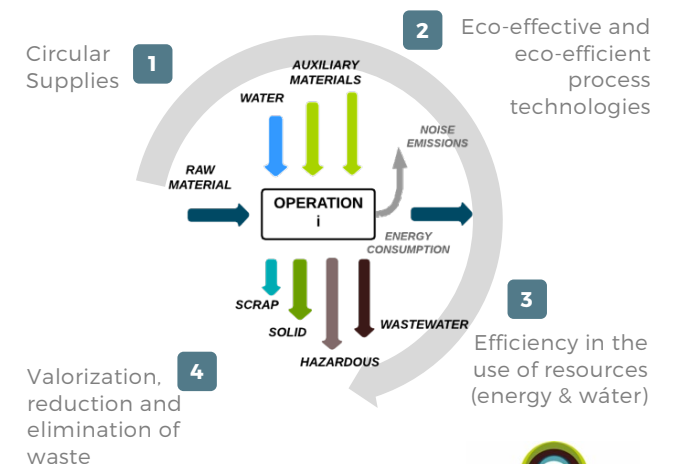 Circular
Supplies
1
2
Eco-effective and
eco-efficient
process
technologies
AUXILIARY
MATERIALS
WATER
NOISE
EMISSIONS
RAW
MATERIAL
OPERATION
i
ENERGY
CONSUMPTION
SCRAP
SOLID
WASTEWATER
HAZARDOUS
3
Efficiency in the
use of resources
(energy & wáter)
4
Valorization,
reduction and
elimination of
waste